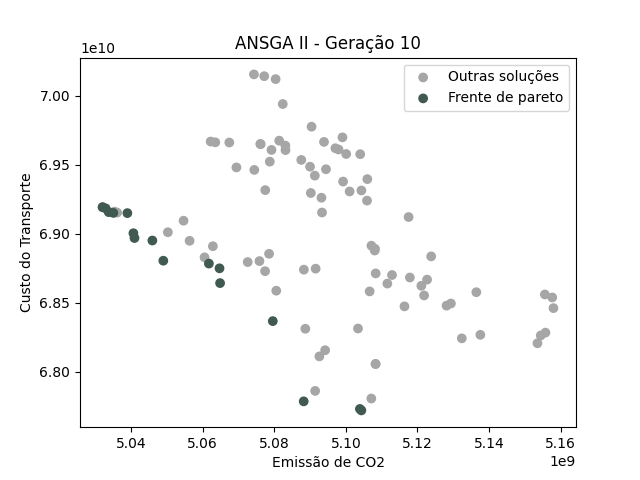 ANSGA II - Geração 10
1e10
Outras soluções
Frente de pareto
7.00
6.95
6.90
6.85
6.80
Custo do Transporte
5.04 5.06 5.08 5.10 5.12 5.14 5.16
1e9
Emissão de CO2